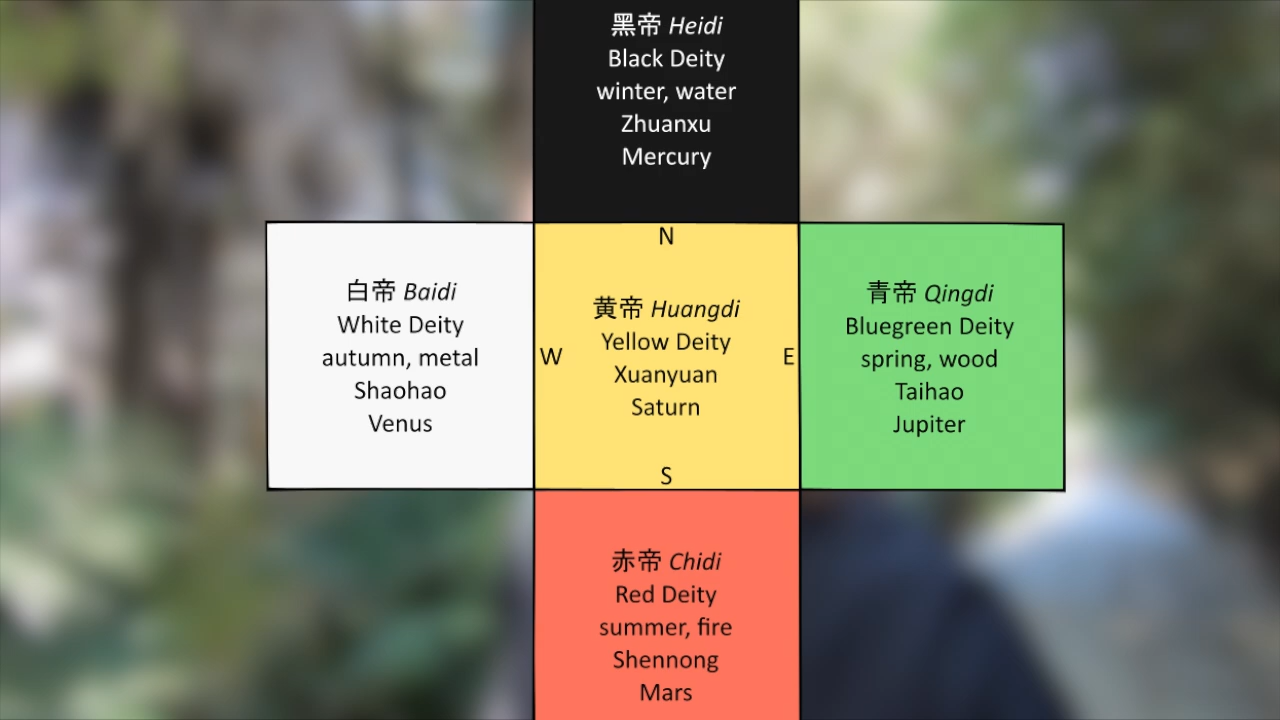 黑帝 Heidi
Black Deity
winter, water
Zhuanxu
Mercury
白帝 Baidi
White Deity
autumn, metal
Shaohao
Venus
N
W
黄帝 Huangdi
Yellow Deity
Xuanyuan
Saturn
E
S
青帝 Qingdi
Bluegreen Deity
spring, wood
Taihao
Jupiter
赤帝 Chidi
Red Deity
summer, fire
Shennong
Mars